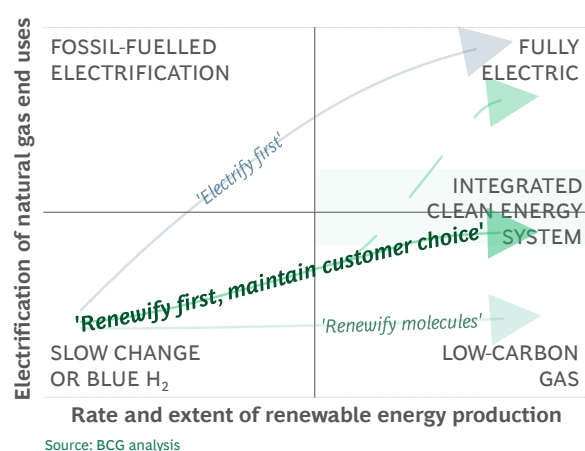 Electrification of natural gas end uses
FOSSIL-FUELLED
ELECTRIFICATION
FULLY
ELECTRIC
'Electrify first'
INTEGRATED
CLEAN ENERGY
SYSTEM
'Renewify first, maintain customer choice'
'Renewify molecules'
SLOW CHANGE
OR BLUE H₂
LOW-CARBON
GAS
Rate and extent of renewable energy production
Source: BCG analysis